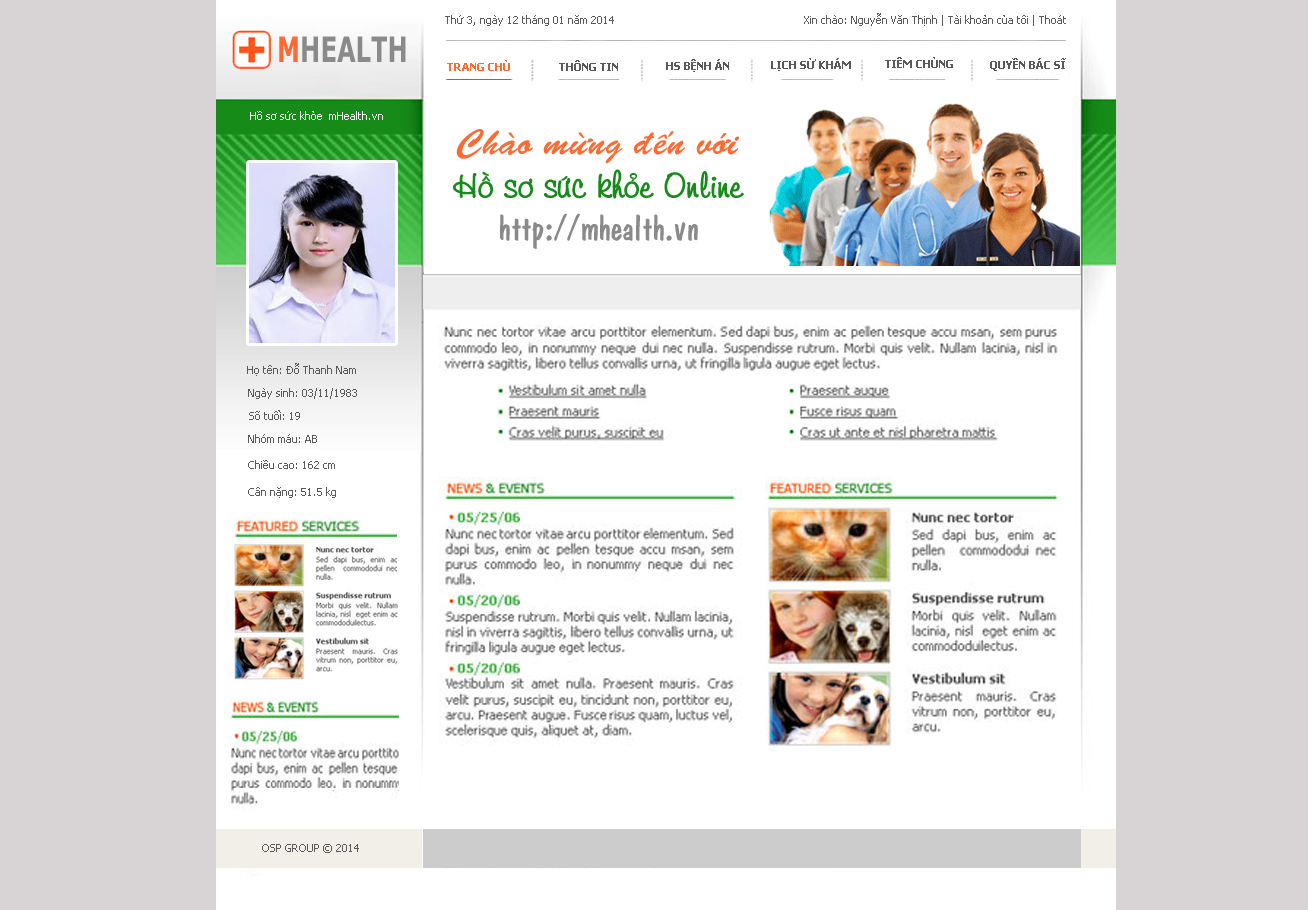 MHEALTH
Thứ 3, ngày 12 tháng 01 năm 2014
Xin chào: Nguyễn Văn Thịnh | Tài khoản của tôi | Thoát
TRANG CHỦ
THÔNG TIN
HS BỆNH ÁN
LỊCH SỬ KHÁM
TIÊM CHỦNG
QUYỀN BÁC SĨ
Hồ sơ sức khỏe mHealth.vn
Chào mừng đến với
Hồ sơ sức khỏe Online
http://mhealth.vn
Họ tên: Đỗ Thanh Nam
Ngày sinh: 03/11/1983
Số tuổi: 19
Nhóm máu: AB
Chiều cao: 162 cm
Cân nặng: 51.5 kg
FEATURED SERVICES
Nunc nec tortor
Sed dapi bus, enim ac
pellen commododui nec
nulla.
Suspendisse rutrum
Morbi quis velit. Nullam
lacinia, nisl eget enim ac
commododulectus.
Vestibulum sit
Praesent mauris. Cras
vitrum non, porttitor eu,
arcu.
NEWS & EVENTS
• 05/25/06
Nunc nec tortor vitae arcu porttito
dapi bus, enim ac pellen tesque
purus commodo leo, in nonumm
nulla.
Nunc nec tortor vitae arcu porttitor elementum. Sed dapi bus, enim ac pellen tesque accu msan, sem purus
commodo leo, in nonummy neque dui nec nulla. Suspendisse rutrum. Morbi quis velit. Nullam lacinia, nisl in
viverra sagittis, libero tellus convallis urna, ut fringilla ligula augue eget lectus.
• Vestibulum sit amet nulla
• Praesent mauris
• Cras velit purus, suscipit eu
• Praesent augue
• Fusce risus quam
• Cras ut ante et nisl pharetra mattis
NEWS & EVENTS
• 05/25/06
Nunc nec tortor vitae arcu porttitor elementum. Sed
dapi bus, enim ac pellen tesque accu msan, sem
purus commodo leo, in nonummy neque dui nec
nulla.
• 05/20/06
Suspendisse rutrum. Morbi quis velit. Nullam lacinia,
nisl in viverra sagittis, libero tellus convallis urna, ut
fringilla ligula augue eget lectus.
• 05/20/06
Vestibulum sit amet nulla. Praesent mauris. Cras
velit purus, suscipit eu, tincidunt non, porttitor eu,
arcu. Praesent augue. Fusce risus quam, luctus vel,
scelerisque quis, aliquet at, diam.
FEATURED SERVICES
Nunc nec tortor
Sed dapi bus, enim ac
pellen commododui nec
nulla.
Suspendisse rutrum
Morbi quis velit. Nullam
lacinia, nisl eget enim ac
commododuilectus.
Vestibulum sit
Praesent mauris. Cras
vitrum non, porttitor eu,
arcu.
OSP GROUP © 2014